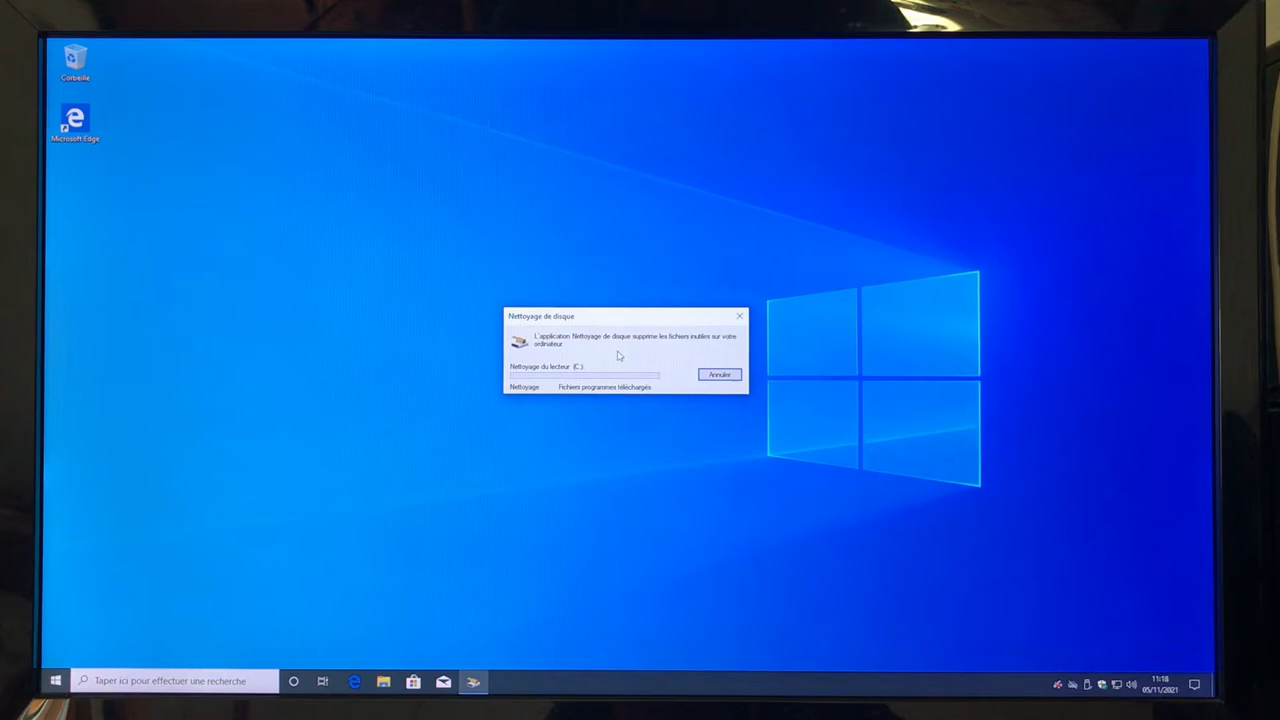 Corbeille
Microsoft Edge
Nettoyage de disque
L'application Nettoyage de disque supprime les fichiers inutiles sur votre
ordinateur
Nettoyage du lecteur (C:)
Annuler
Nettoyage Fichiers programmes téléchargés
Taper ici pour effectuer une recherche
11:18
05/11/2021